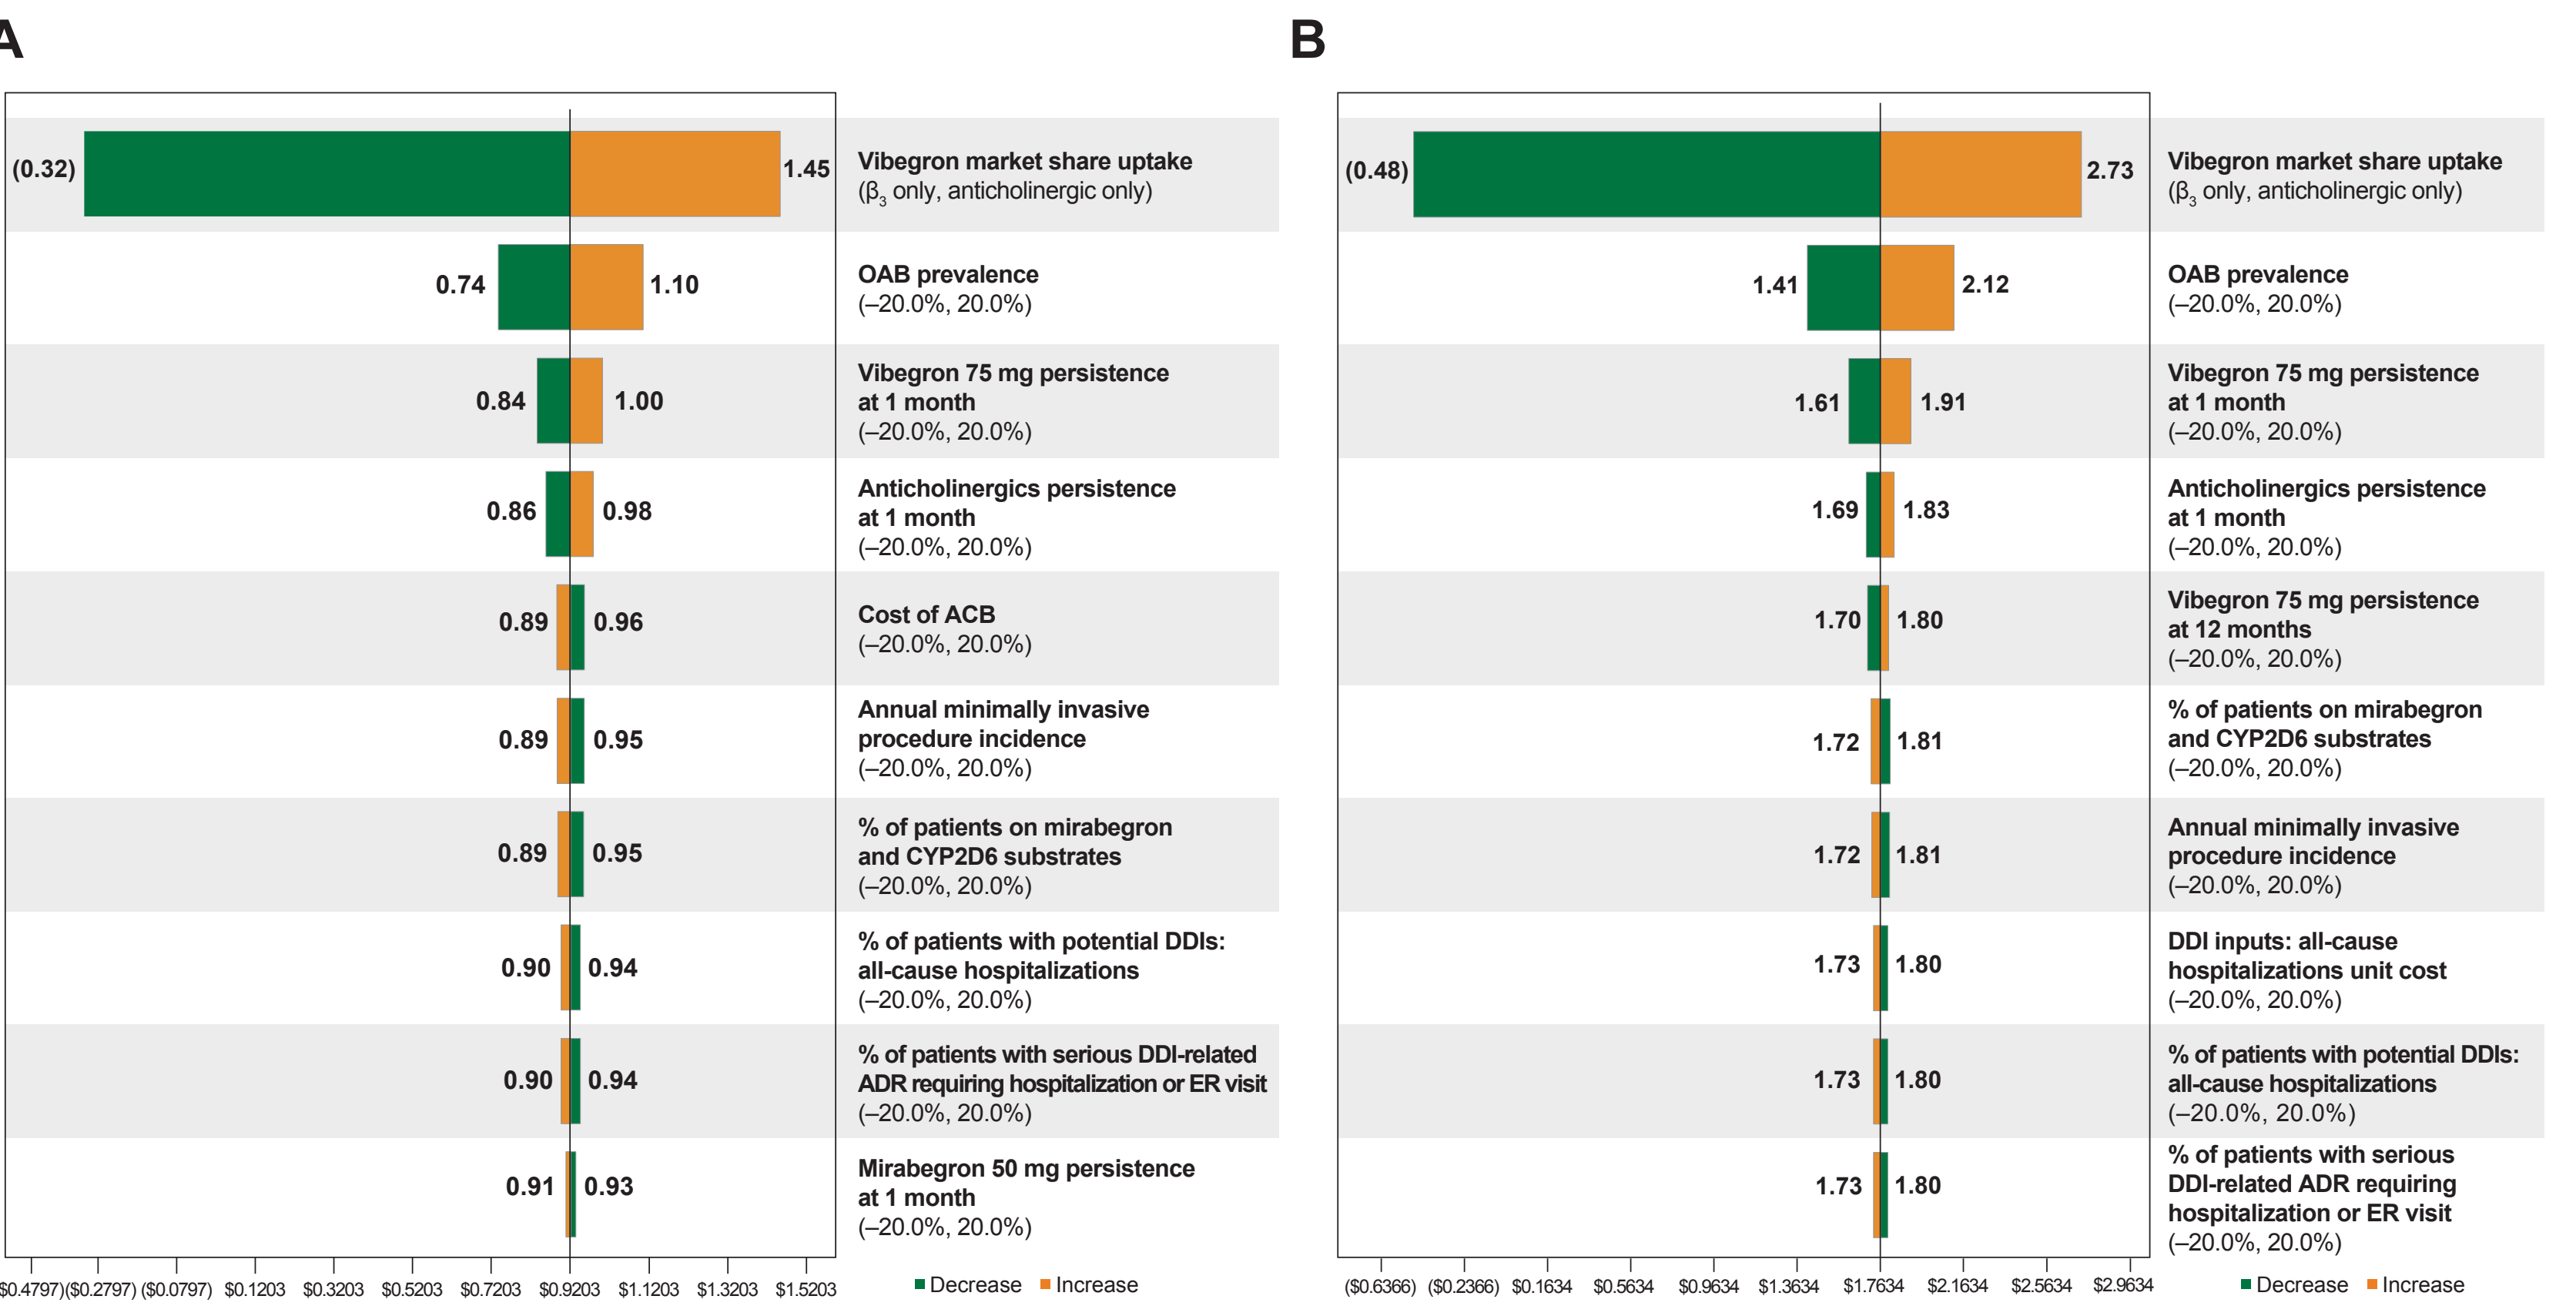 A
(0.32)
1.45
Vibegron market share uptake
(β3 only, anticholinergic only)
0.74
1.10
OAB prevalence
(–20.0%, 20.0%)
0.84
1.00
Vibegron 75 mg persistence
at 1 month
(–20.0%, 20.0%)
0.86
0.98
Anticholinergics persistence
at 1 month
(–20.0%, 20.0%)
0.89
0.96
Cost of ACB
(–20.0%, 20.0%)
0.89
0.95
Annual minimally invasive
procedure incidence
(–20.0%, 20.0%)
0.89
0.95
% of patients on mirabegron
and CYP2D6 substrates
(–20.0%, 20.0%)
0.90
0.94
% of patients with potential DDIs:
all-cause hospitalizations
(–20.0%, 20.0%)
0.90
0.94
% of patients with serious DDI-related
ADR requiring hospitalization or ER visit
(–20.0%, 20.0%)
0.91
0.93
Mirabegron 50 mg persistence
at 1 month
(–20.0%, 20.0%)
$0.4797) ($0.2797) ($0.0797) $0.1203 $0.3203 $0.5203 $0.7203 $0.9203 $1.1203 $1.3203 $1.5203
Decrease Increase
B
(0.48)
2.73
Vibegron market share uptake
(β3 only, anticholinergic only)
1.41
2.12
OAB prevalence
(–20.0%, 20.0%)
1.61
1.91
Vibegron 75 mg persistence
at 1 month
(–20.0%, 20.0%)
1.69
1.83
Anticholinergics persistence
at 1 month
(–20.0%, 20.0%)
1.70
1.80
Vibegron 75 mg persistence
at 12 months
(–20.0%, 20.0%)
1.72
1.81
% of patients on mirabegron
and CYP2D6 substrates
(–20.0%, 20.0%)
1.72
1.81
Annual minimally invasive
procedure incidence
(–20.0%, 20.0%)
1.73
1.80
DDI inputs: all-cause
hospitalizations unit cost
(–20.0%, 20.0%)
1.73
1.80
% of patients with potential DDIs:
all-cause hospitalizations
(–20.0%, 20.0%)
1.73
1.80
% of patients with serious
DDI-related ADR requiring
hospitalization or ER visit
(–20.0%, 20.0%)
($0.6366) ($0.2366) $0.1634 $0.5634 $0.9634 $1.3634 $1.7634 $2.1634 $2.5634 $2.9634
Decrease Increase